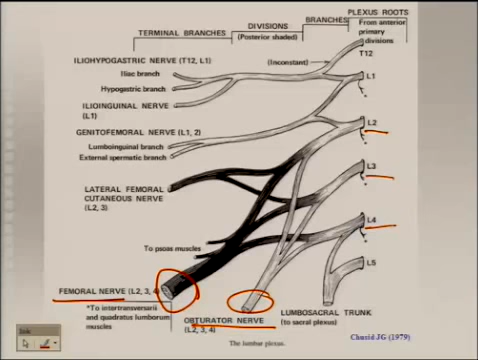 PLEXUS ROOTS
BRANCHES
From anterior
primary
divisions
DIVISIONS
(Posterior shaded)
TERMINAL BRANCHES
T12
ILIOHYPOGASTRIC NERVE (T12, L1)
(Inconstant)
Iliac branch
L1
Hypogastric branch
ILIOINGUINAL NERVE
(L1)
L2
GENITOFEMORAL NERVE (L1, 2)
Lumboinguinal branch
External spermatic branch
L3
LATERAL FEMORAL
CUTANEOUS NERVE
(L2, 3)
L4
To psoas muscles
L5
FEMORAL NERVE (L2, 3, 4)
*To intertransversarii
and quadratus lumborum
muscles
OBTURATOR NERVE
(L2, 3, 4)
LUMBOSACRAL TRUNK
(to sacral plexus)
The lumbar plexus.
Chusid JG (1979)
Ink